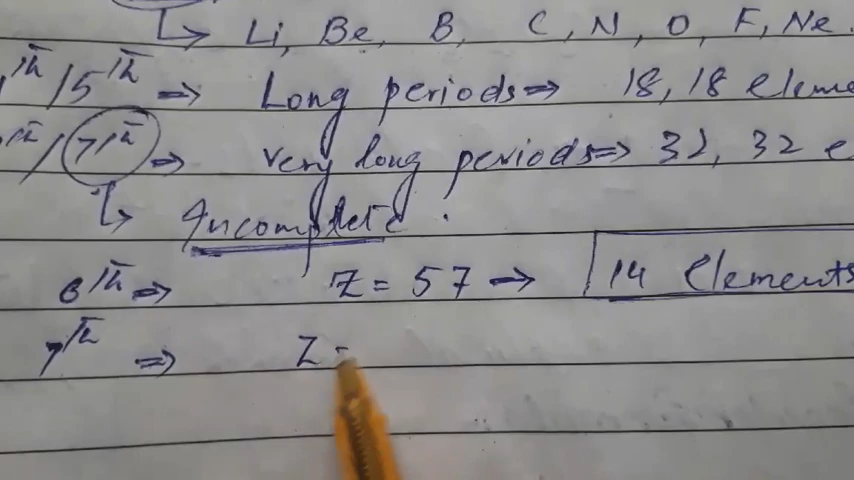 Li, Be, B, C, N, O, F, Ne.
/5th ⇒ Long periods ⇒ 18, 18 eleme
/ 7th ⇒ very long periods ⇒ 32, 32 e
↳ Incomplete.
6th ⇒ Z = 57 → 14 Elements
7th ⇒ Z =